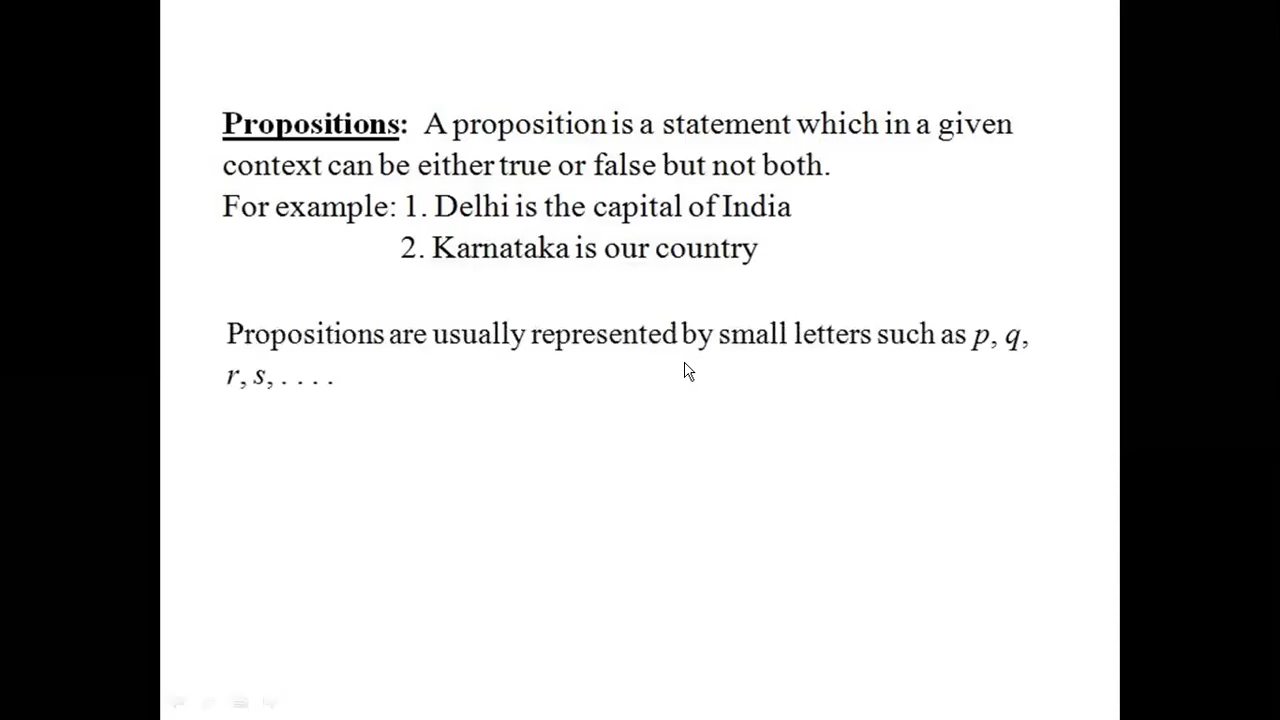 Propositions: A proposition is a statement which in a given
context can be either true or false but not both.
For example: 1. Delhi is the capital of India
2. Karnataka is our country
Propositions are usually represented by small letters such as p, q,
r, s, . . . .